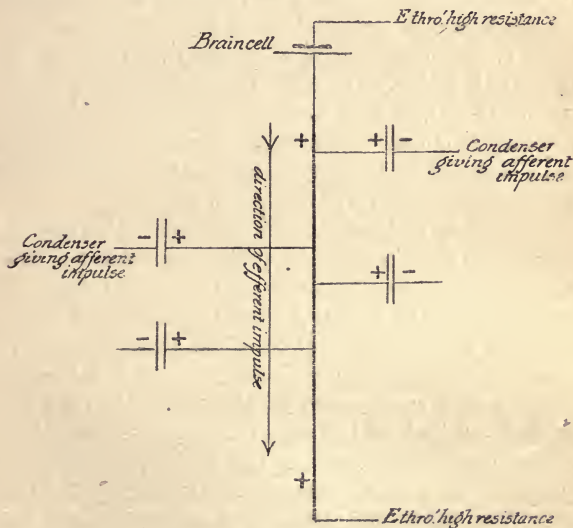 E thro. high resistance
Braincell
+
+ -
Condenser
giving afferent
impulse
direction of efferent impulse
- +
Condenser
giving afferent
impulse
+ -
- +
+
E thro. high resistance